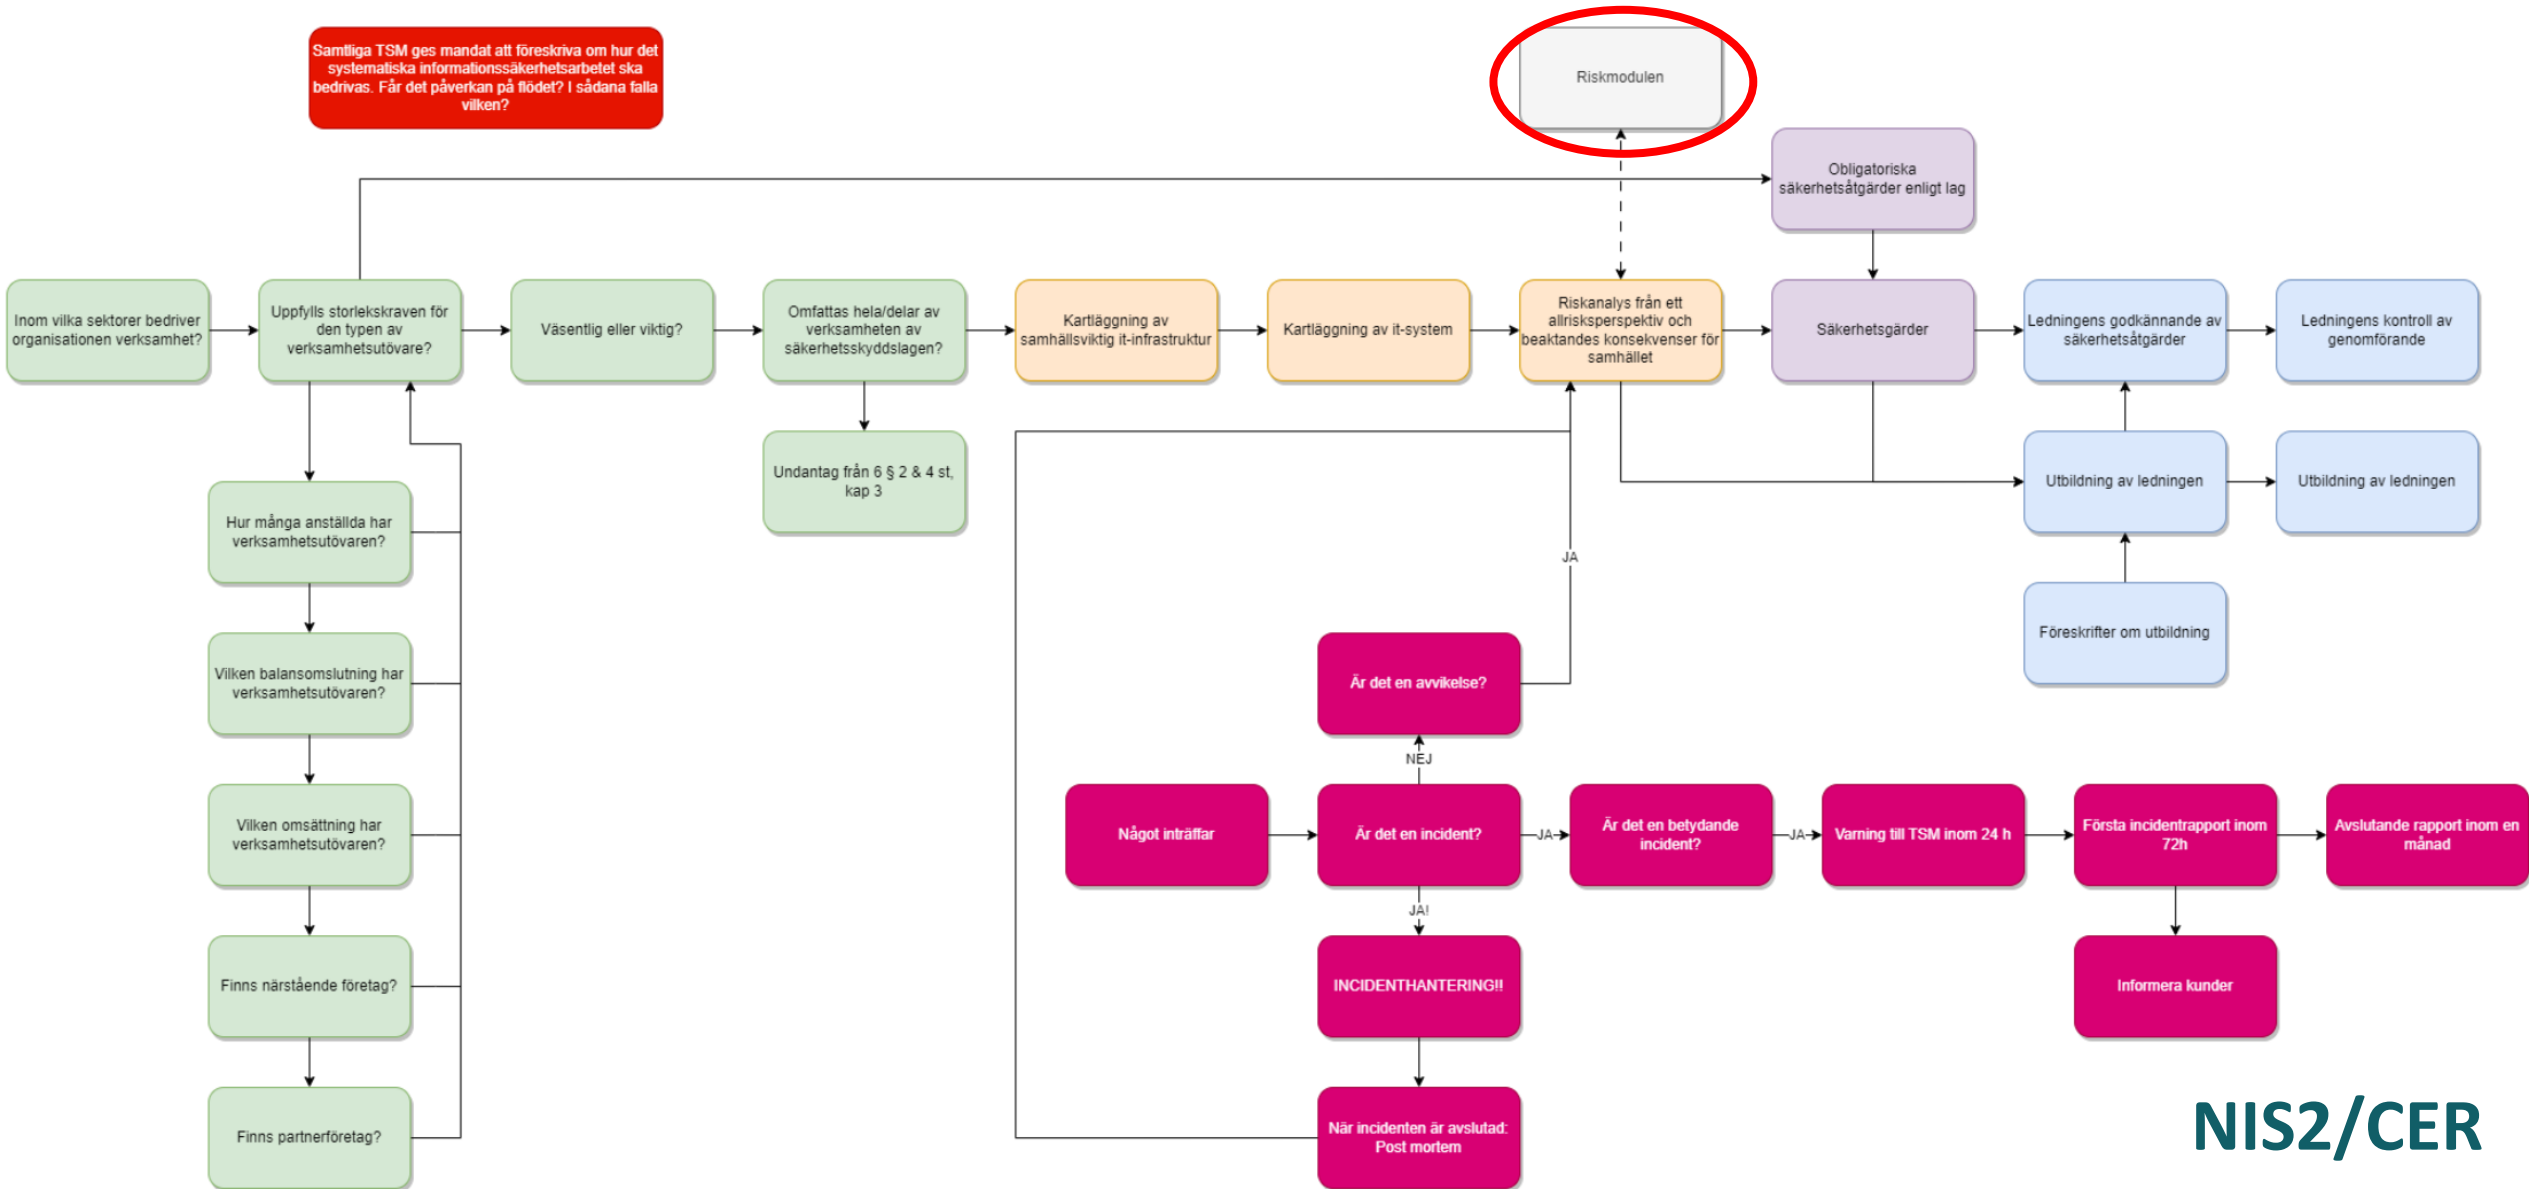 Samtliga TSM ges mandat att föreskriva om hur det
systematiska informationssäkerhetsarbetet ska
bedrivas. Får det påverkan på flödet? I sådana falla
vilken?
Riskmodulen
Obligatoriska
säkerhetsåtgärder enligt lag
Inom vilka sektorer bedriver
organisationen verksamhet?
Uppfylls storlekskraven för
den typen av
verksamhetsutövare?
Väsentlig eller viktig?
Omfattas hela/delar av
verksamheten av
säkerhetsskyddslagen?
Kartläggning av
samhällsviktig it-infrastruktur
Kartläggning av it-system
Riskanalys från ett
allrisksperspektiv och
beaktandes konsekvenser för
samhället
Säkerhetsgärder
Ledningens godkännande av
säkerhetsåtgärder
Ledningens kontroll av
genomförande
Undantag från 6 § 2 & 4 st,
kap 3
Utbildning av ledningen
Utbildning av ledningen
Hur många anställda har
verksamhetsutövaren?
JA
Föreskrifter om utbildning
Vilken balansomslutning har
verksamhetsutövaren?
Är det en avvikelse?
NEJ
Vilken omsättning har
verksamhetsutövaren?
Något inträffar
Är det en incident?
JA
Är det en betydande
incident?
JA
Varning till TSM inom 24 h
Första incidentrapport inom
72h
Avslutande rapport inom en
månad
JA!
Finns närstående företag?
INCIDENTHANTERING!!
Informera kunder
Finns partnerföretag?
När incidenten är avslutad:
Post mortem
NIS2/CER